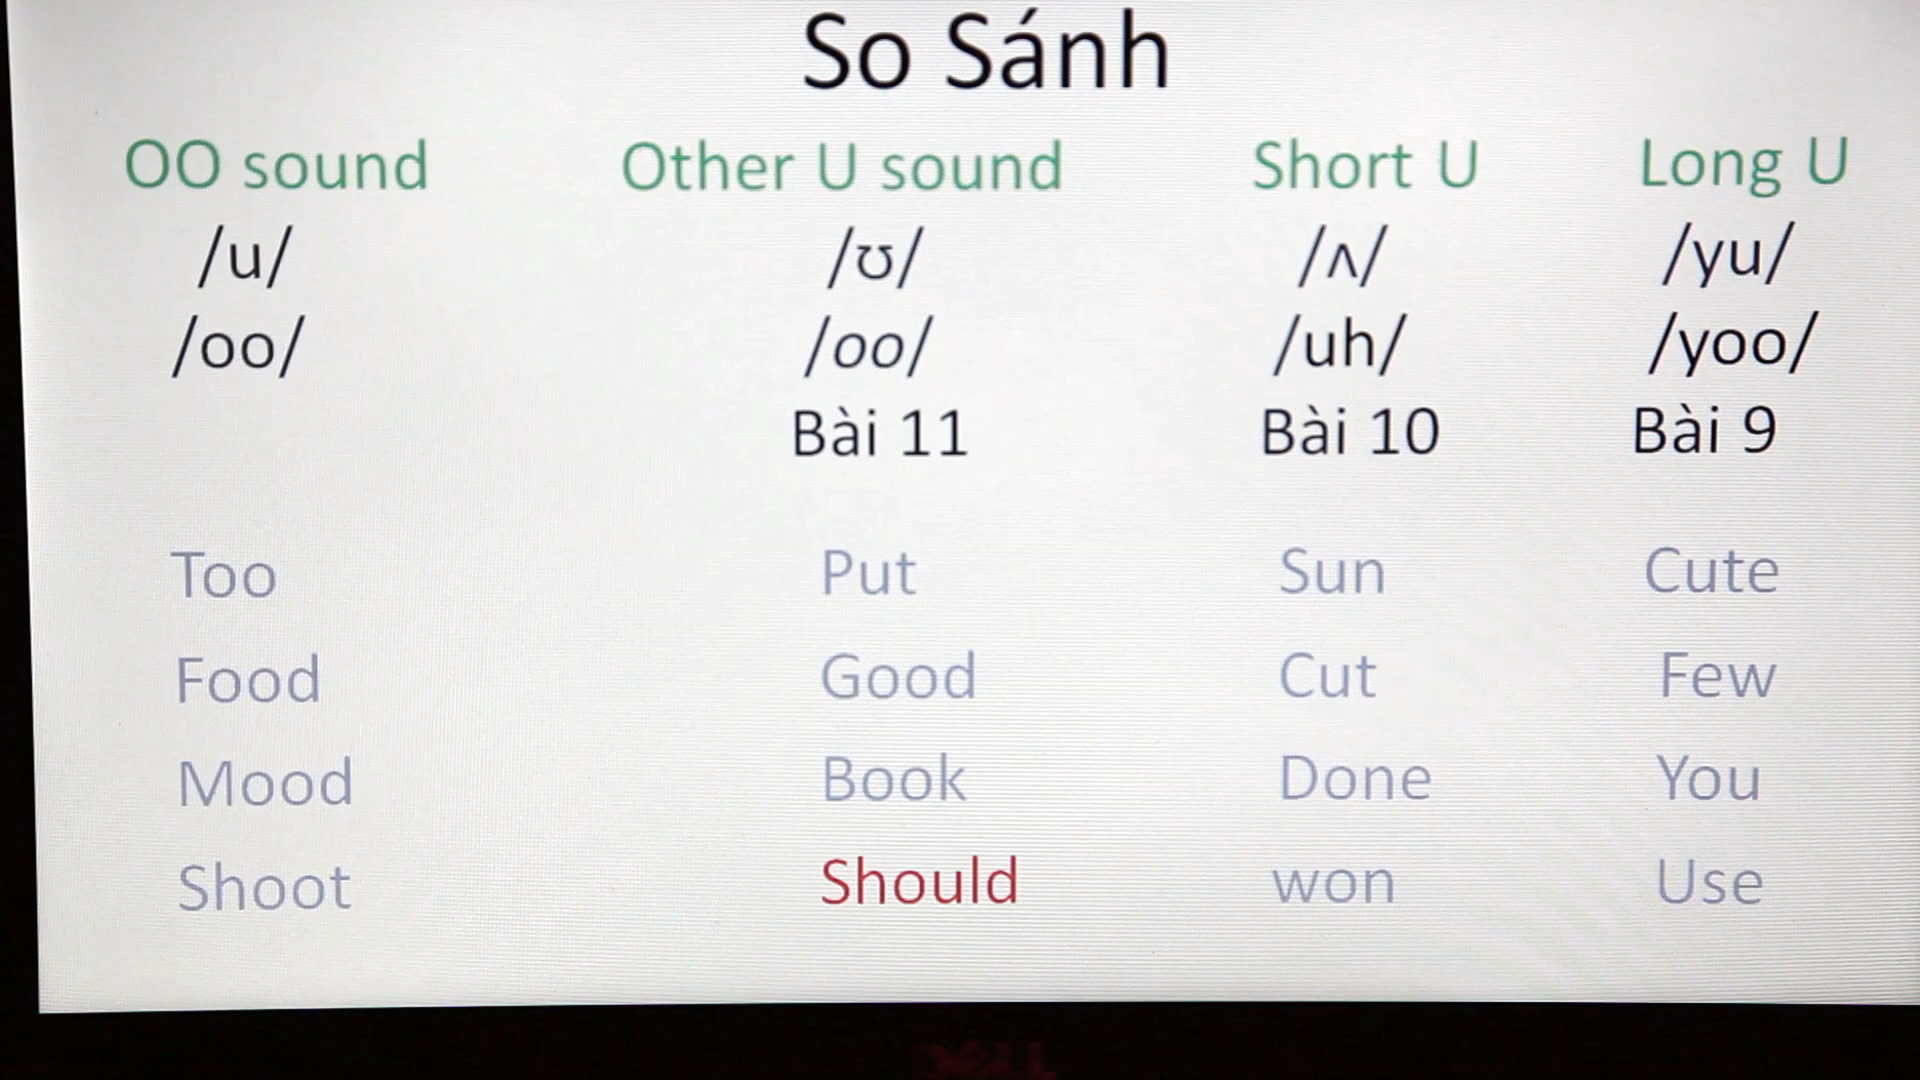 So Sánh
OO sound Other U sound Short U Long U
/u/ /ʊ/ /ʌ/ /yu/
/oo/ /oo/ /uh/ /yoo/
Bài 11 Bài 10 Bài 9
Too Put Sun Cute
Food Good Cut Few
Mood Book Done You
Shoot Should won Use
DELL